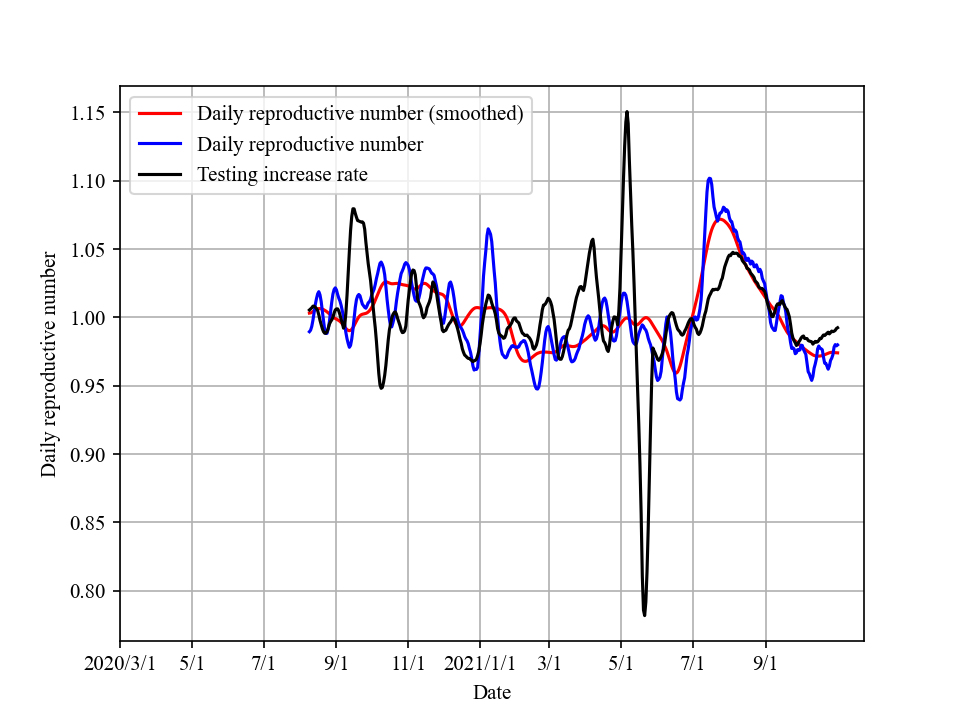 Daily reproductive number (smoothed)
Daily reproductive number
Testing increase rate
1.15
1.10
1.05
1.00
0.95
0.90
0.85
0.80
Daily reproductive number
2020/3/1 5/1 7/1 9/1 11/1 2021/1/1 3/1 5/1 7/1 9/1
Date